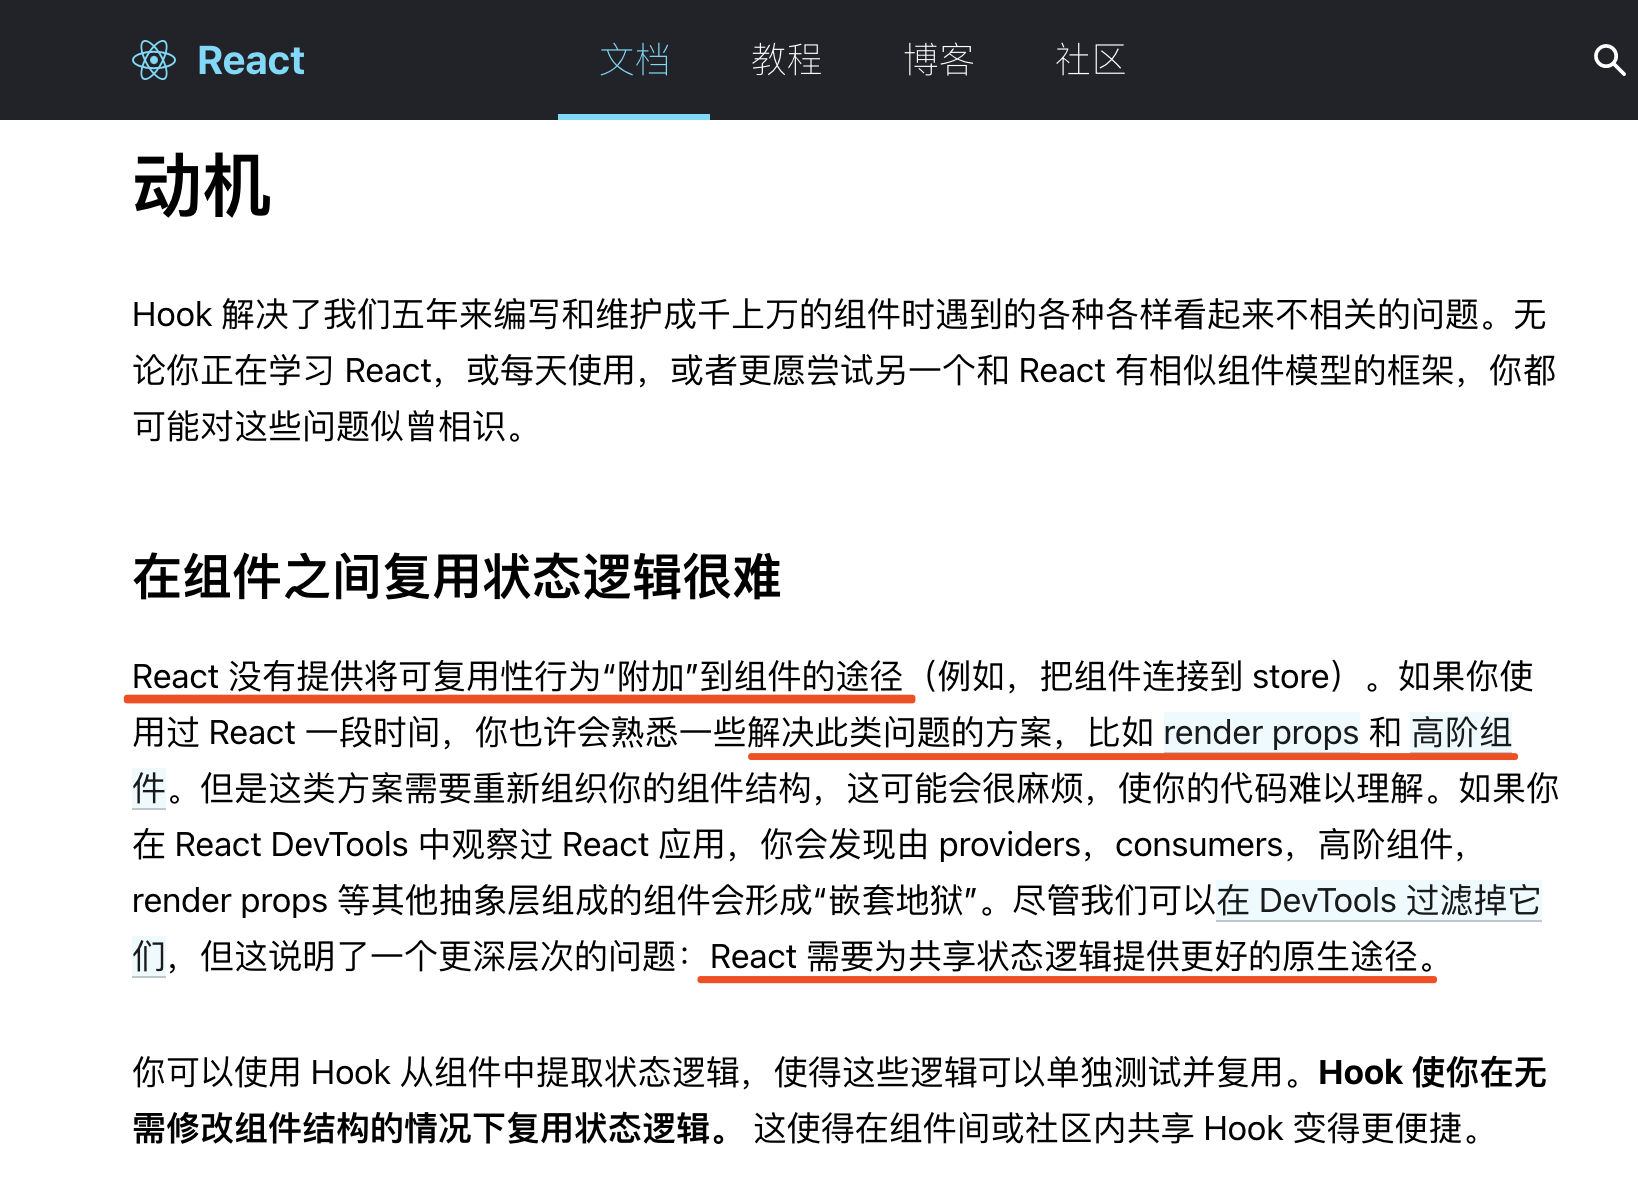 React 文档 教程 博客 社区
动机
Hook 解决了我们五年来编写和维护成千上万的组件时遇到的各种各样看起来不相关的问题。无
论你正在学习 React，或每天使用，或者更愿尝试另一个和 React 有相似组件模型的框架，你都
可能对这些问题似曾相识。
在组件之间复用状态逻辑很难
React 没有提供将可复用性行为“附加”到组件的途径（例如，把组件连接到 store）。如果你使
用过 React 一段时间，你也许会熟悉一些解决此类问题的方案，比如 render props 和 高阶组
件。但是这类方案需要重新组织你的组件结构，这可能会很麻烦，使你的代码难以理解。如果你
在 React DevTools 中观察过 React 应用，你会发现由 providers，consumers，高阶组件，
render props 等其他抽象层组成的组件会形成“嵌套地狱”。尽管我们可以在 DevTools 过滤掉它
们，但这说明了一个更深层次的问题：React 需要为共享状态逻辑提供更好的原生途径。
你可以使用 Hook 从组件中提取状态逻辑，使得这些逻辑可以单独测试并复用。Hook 使你在无
需修改组件结构的情况下复用状态逻辑。 这使得在组件间或社区内共享 Hook 变得更便捷。